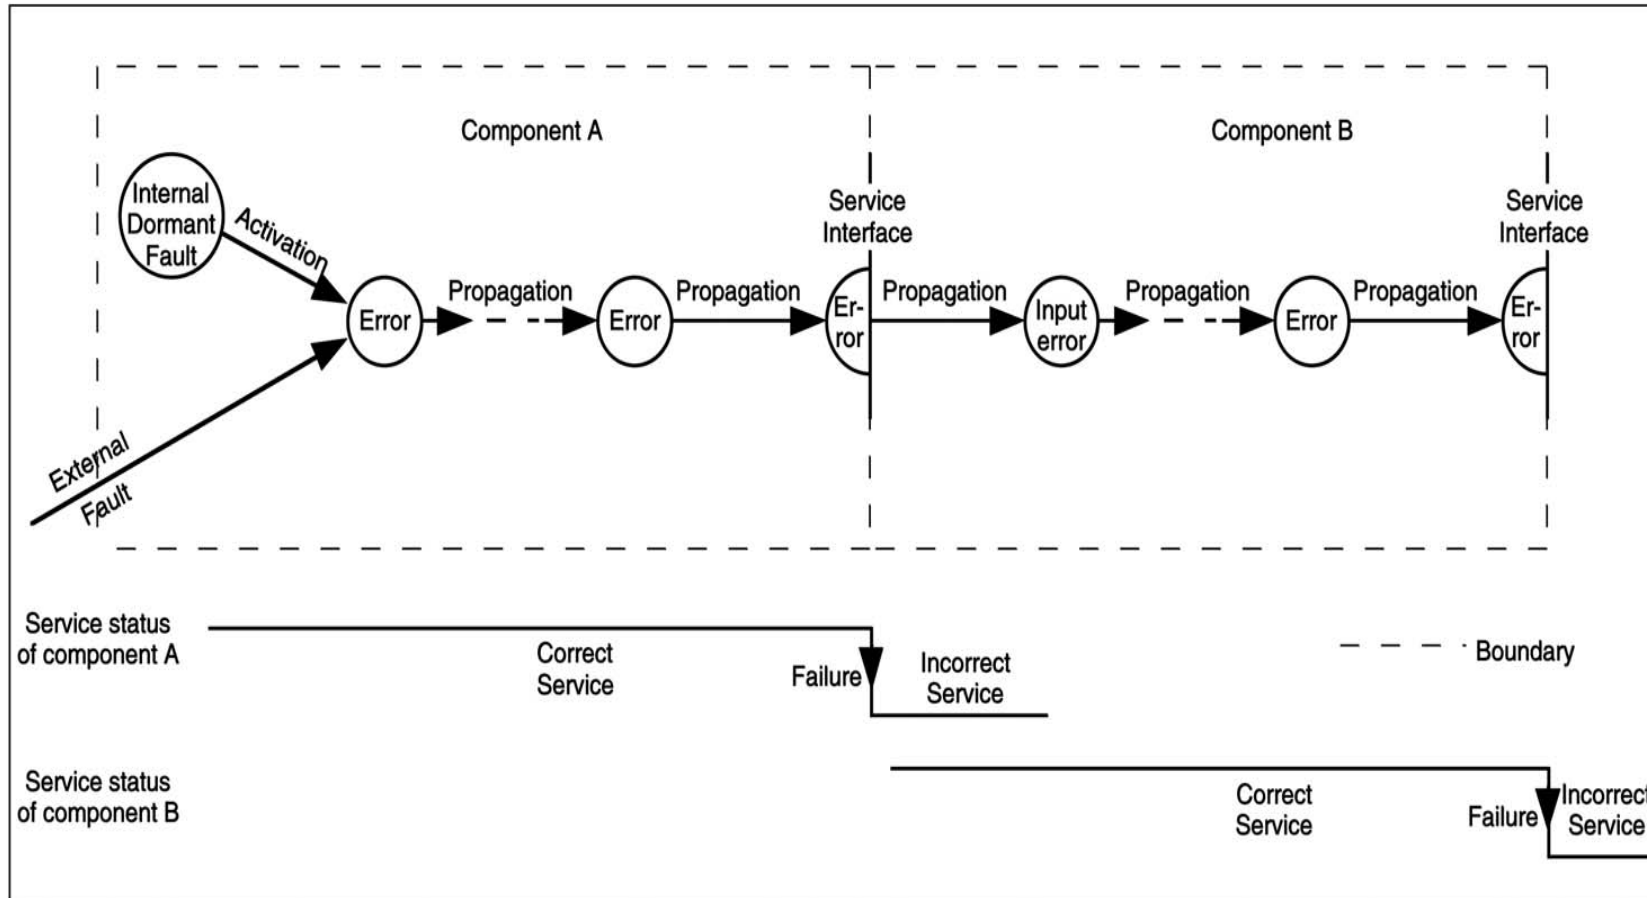 Component A
Component B
Internal
Dormant
Fault
Activation
External
Fault
Error
Propagation
Error
Propagation
Service
Interface
Er-
ror
Propagation
Input
error
Propagation
Error
Propagation
Service
Interface
Er-
ror
Service status
of component A
Correct
Service
Failure
Incorrect
Service
Boundary
Service status
of component B
Correct
Service
Failure
Incorrect
Service